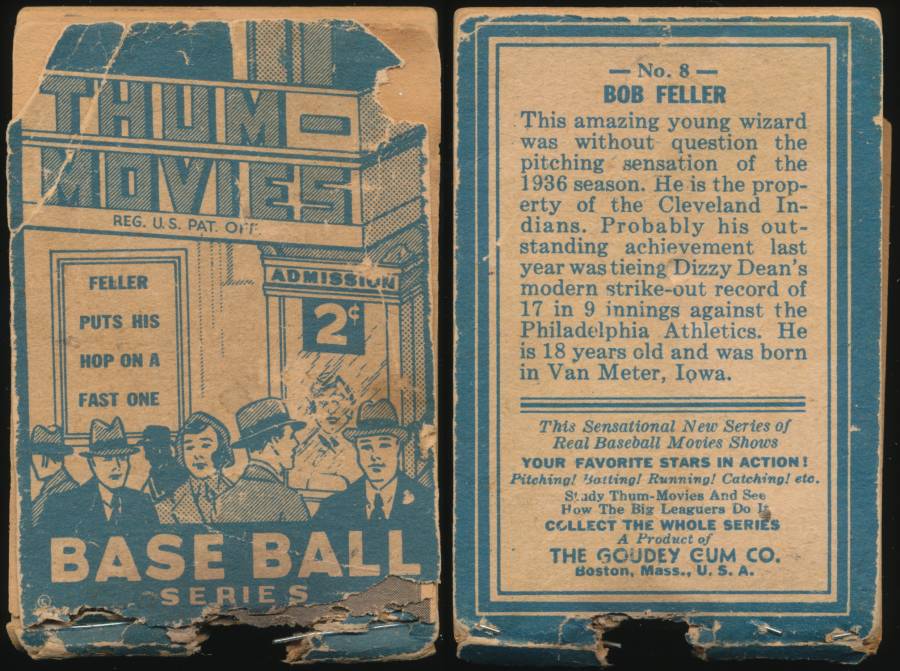 THUM-
MOVIES
REG. U.S. PAT. OFF.
FELLER
PUTS HIS
HOP ON A
FAST ONE
ADMISSION
2¢
BASE BALL
SERIES
©
— No. 8 —
BOB FELLER
This amazing young wizard
was without question the
pitching sensation of the
1936 season. He is the prop-
erty of the Cleveland In-
dians. Probably his out-
standing achievement last
year was tieing Dizzy Dean's
modern strike-out record of
17 in 9 innings against the
Philadelphia Athletics. He
is 18 years old and was born
in Van Meter, Iowa.
This Sensational New Series of
Real Baseball Movies Shows
YOUR FAVORITE STARS IN ACTION!
Pitching! Batting! Running! Catching! etc.
Study Thum-Movies And See
How The Big Leaguers Do It
COLLECT THE WHOLE SERIES
A Product of
THE GOUDEY GUM CO.
Boston, Mass., U. S. A.